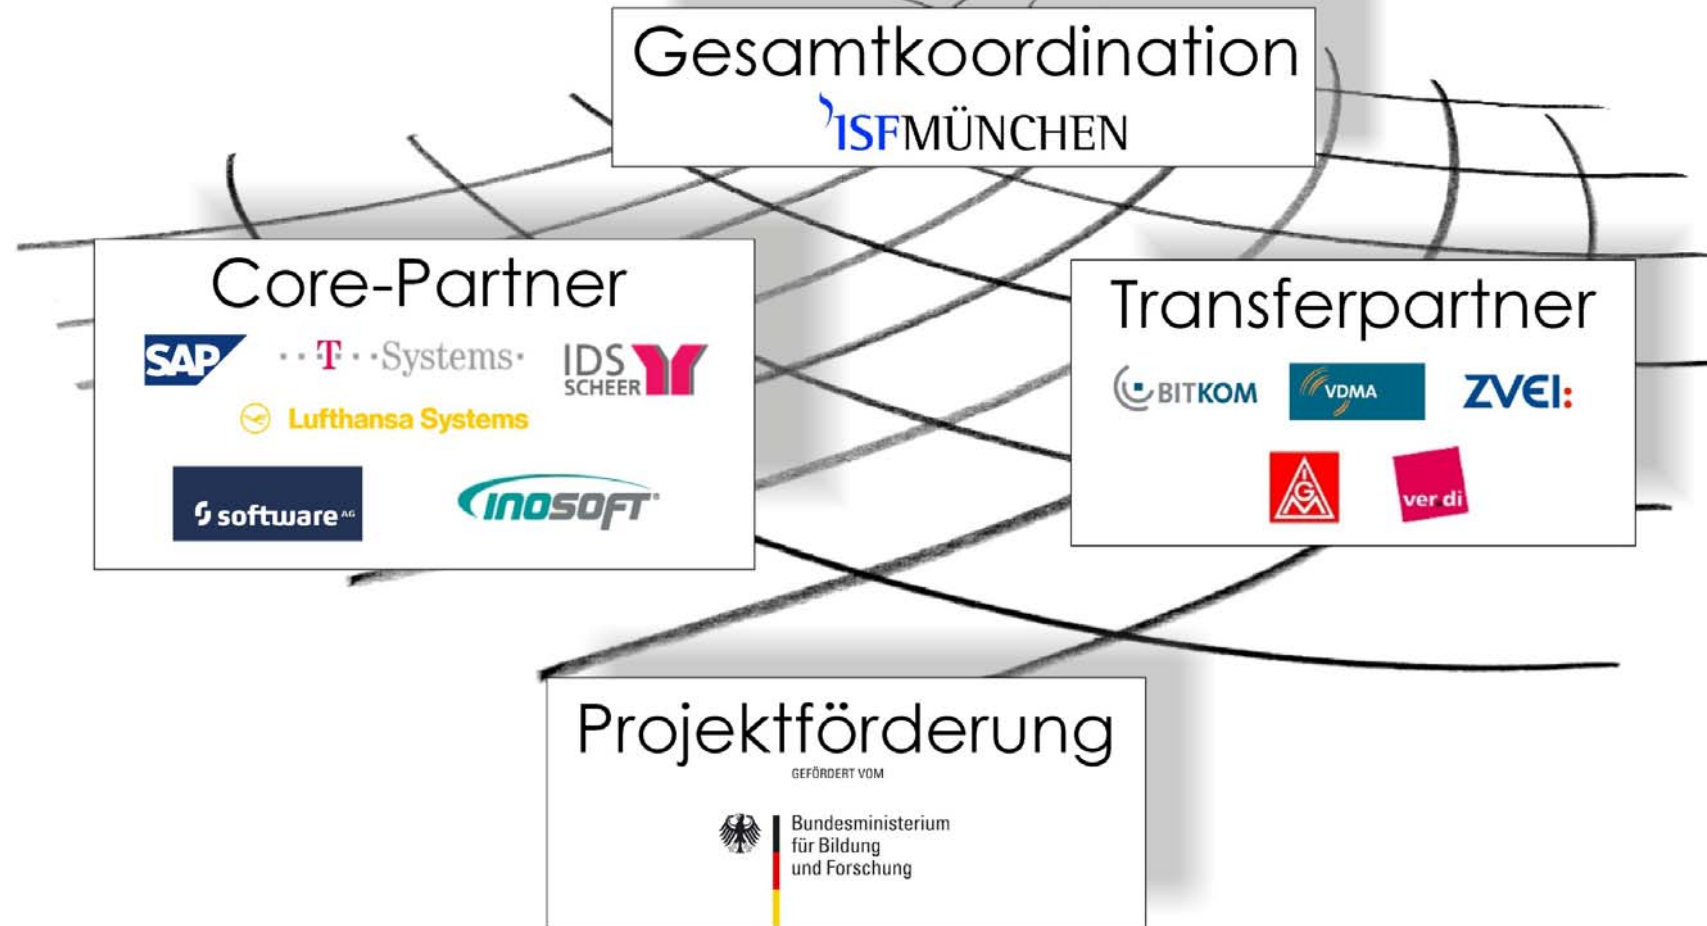 Gesamtkoordination
ISFMÜNCHEN
Core-Partner
SAP ··T··Systems· IDS SCHEER
Lufthansa Systems
software AG inosoft®
Transferpartner
BITKOM VDMA ZVEI:
IGM ver.di
Projektförderung
GEFÖRDERT VOM
Bundesministerium
für Bildung
und Forschung